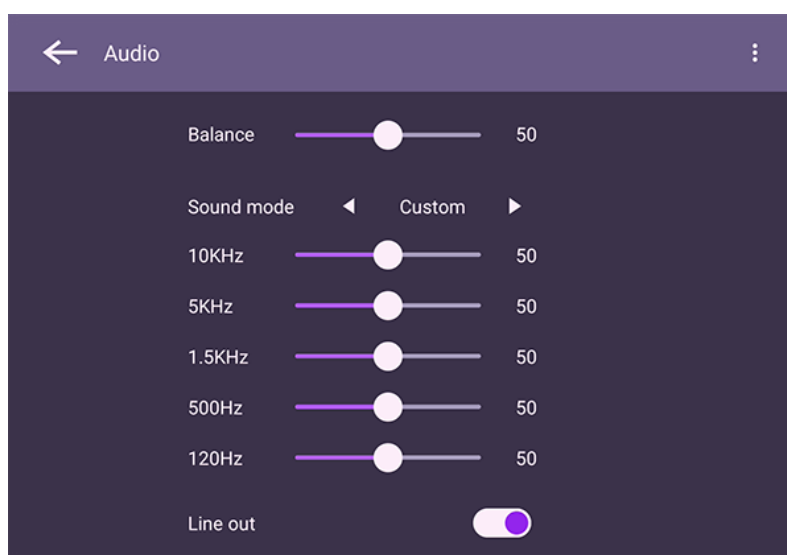 Audio
Balance 50
Sound mode Custom
10KHz 50
5KHz 50
1.5KHz 50
500Hz 50
120Hz 50
Line out